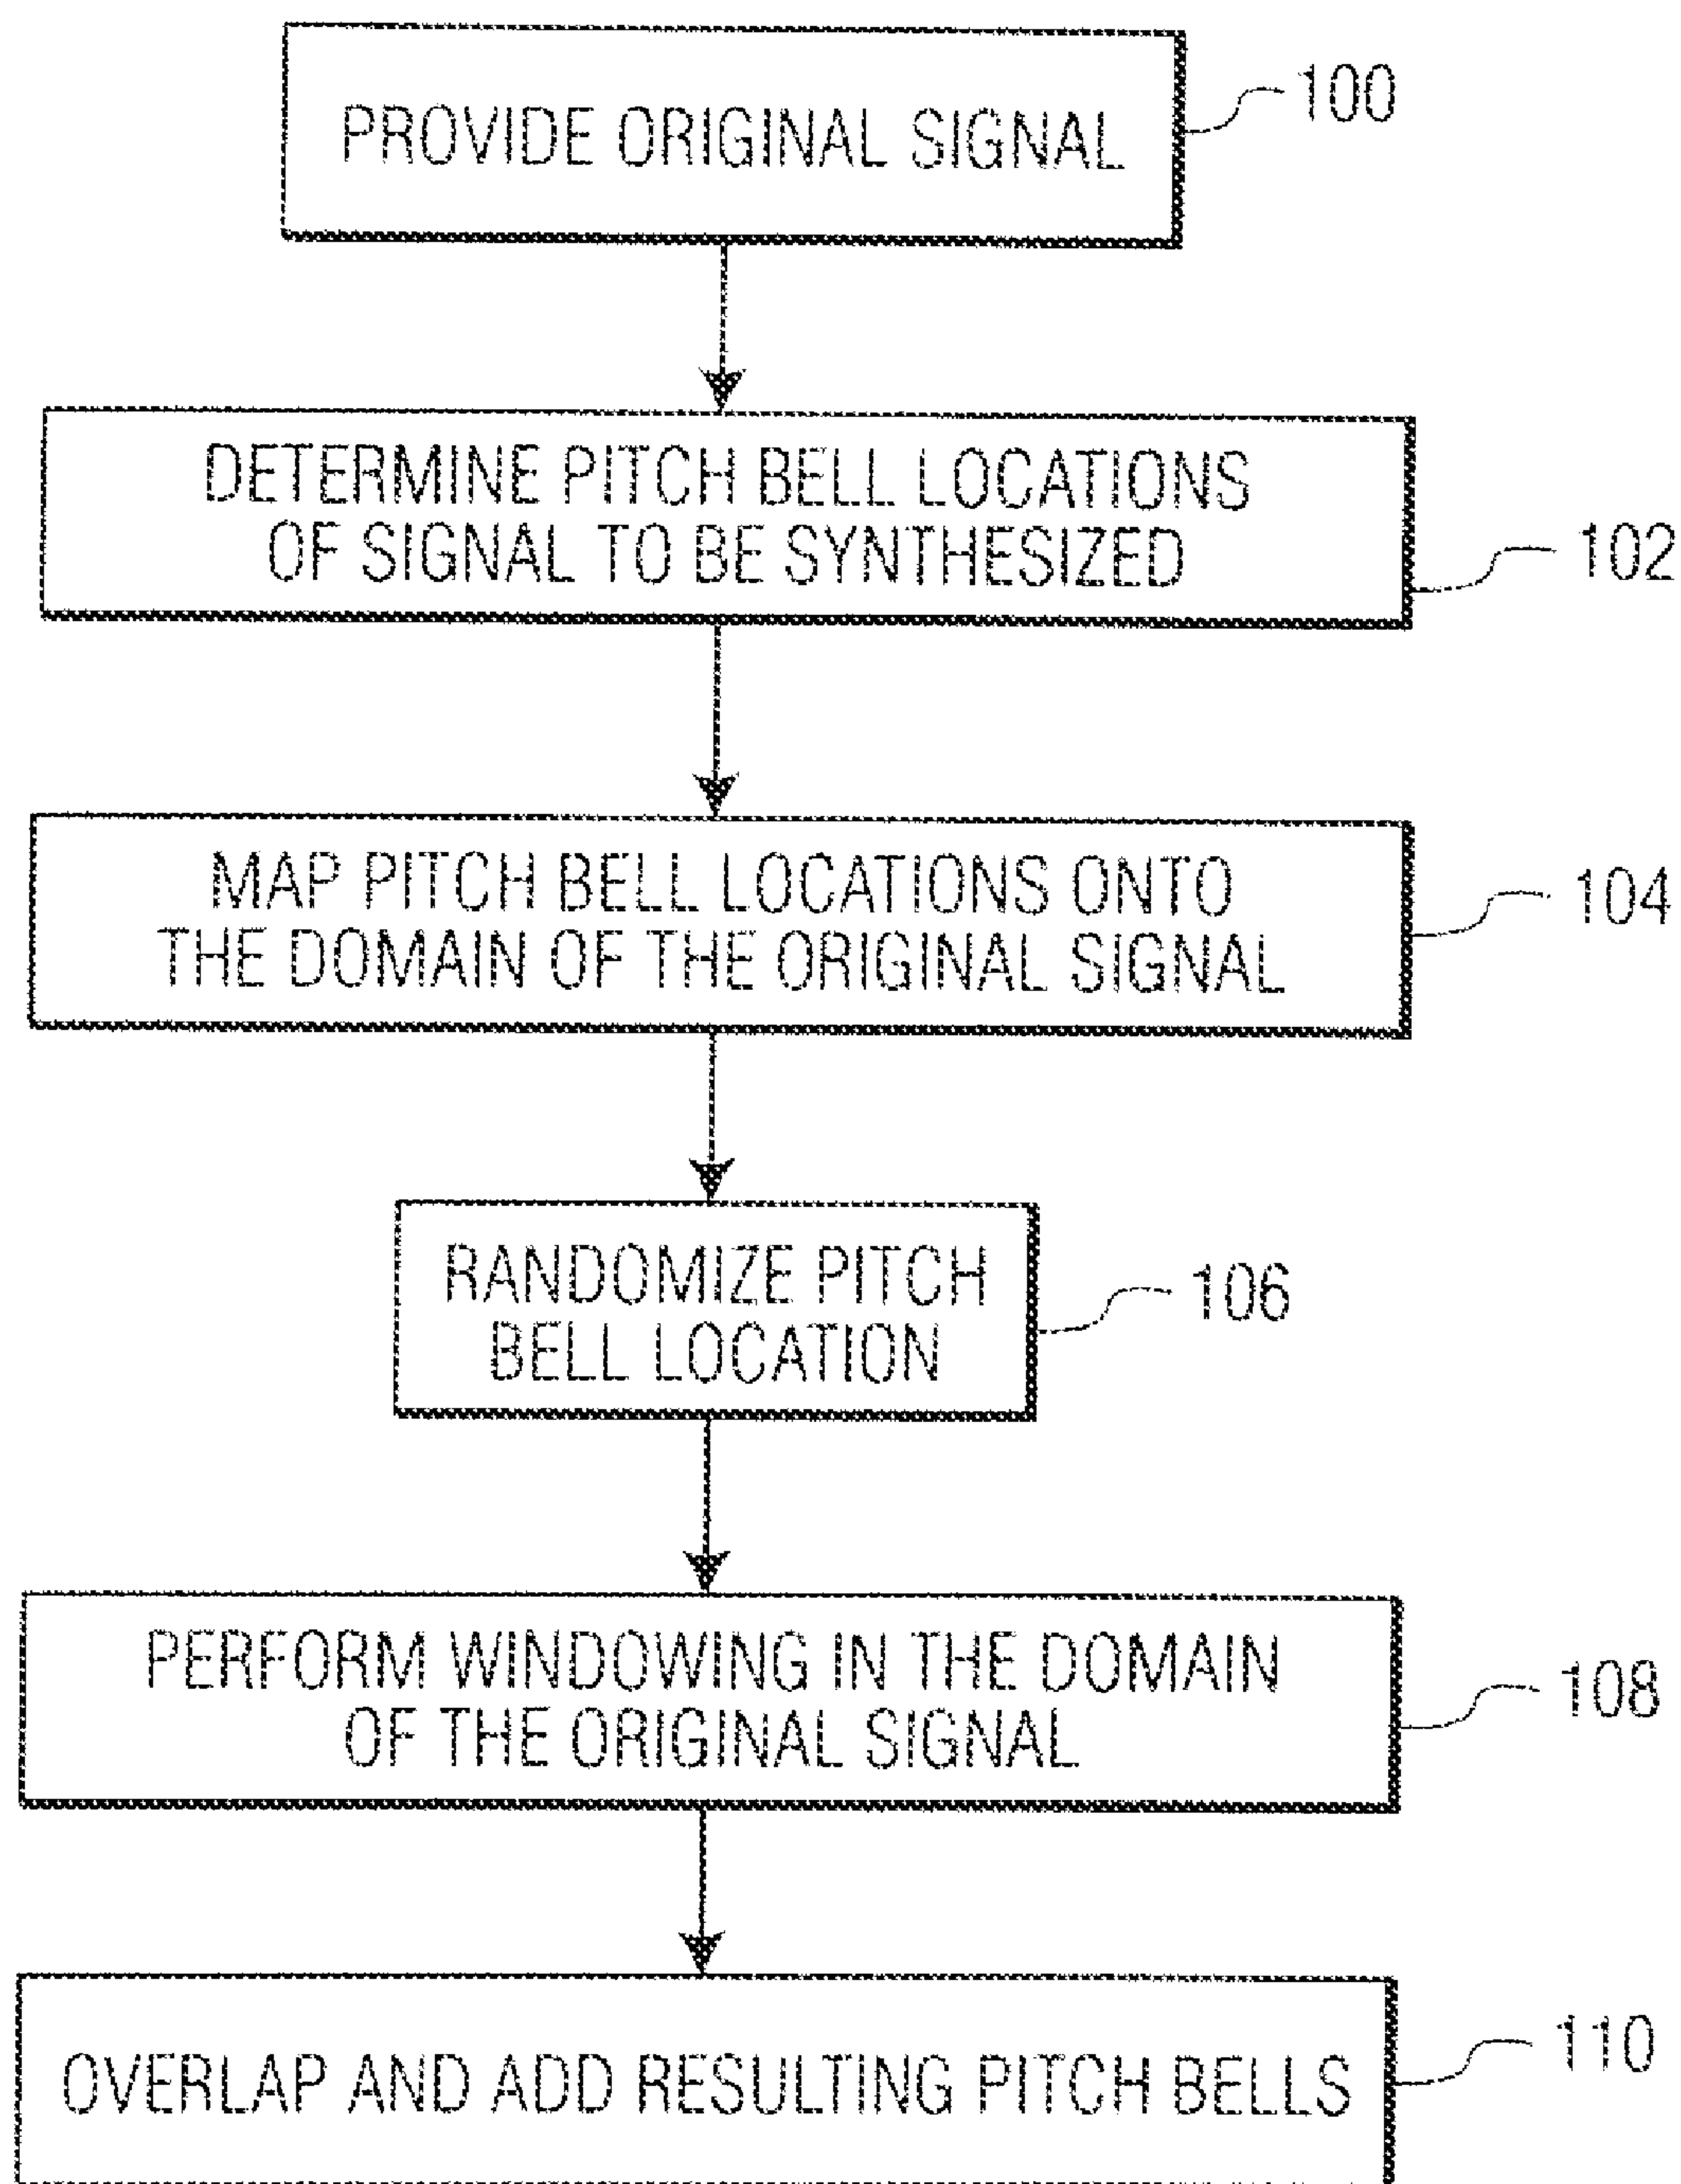 PROVIDE ORIGINAL SIGNAL
100
DETERMINE PITCH BELL LOCATIONS
OF SIGNAL TO BE SYNTHESIZED
102
MAP PITCH BELL LOCATIONS ONTO
THE DOMAIN OF THE ORIGINAL SIGNAL
104
RANDOMIZE PITCH
BELL LOCATION
106
PERFORM WINDOWING IN THE DOMAIN
OF THE ORIGINAL SIGNAL
108
OVERLAP AND ADD RESULTING PITCH BELLS
110